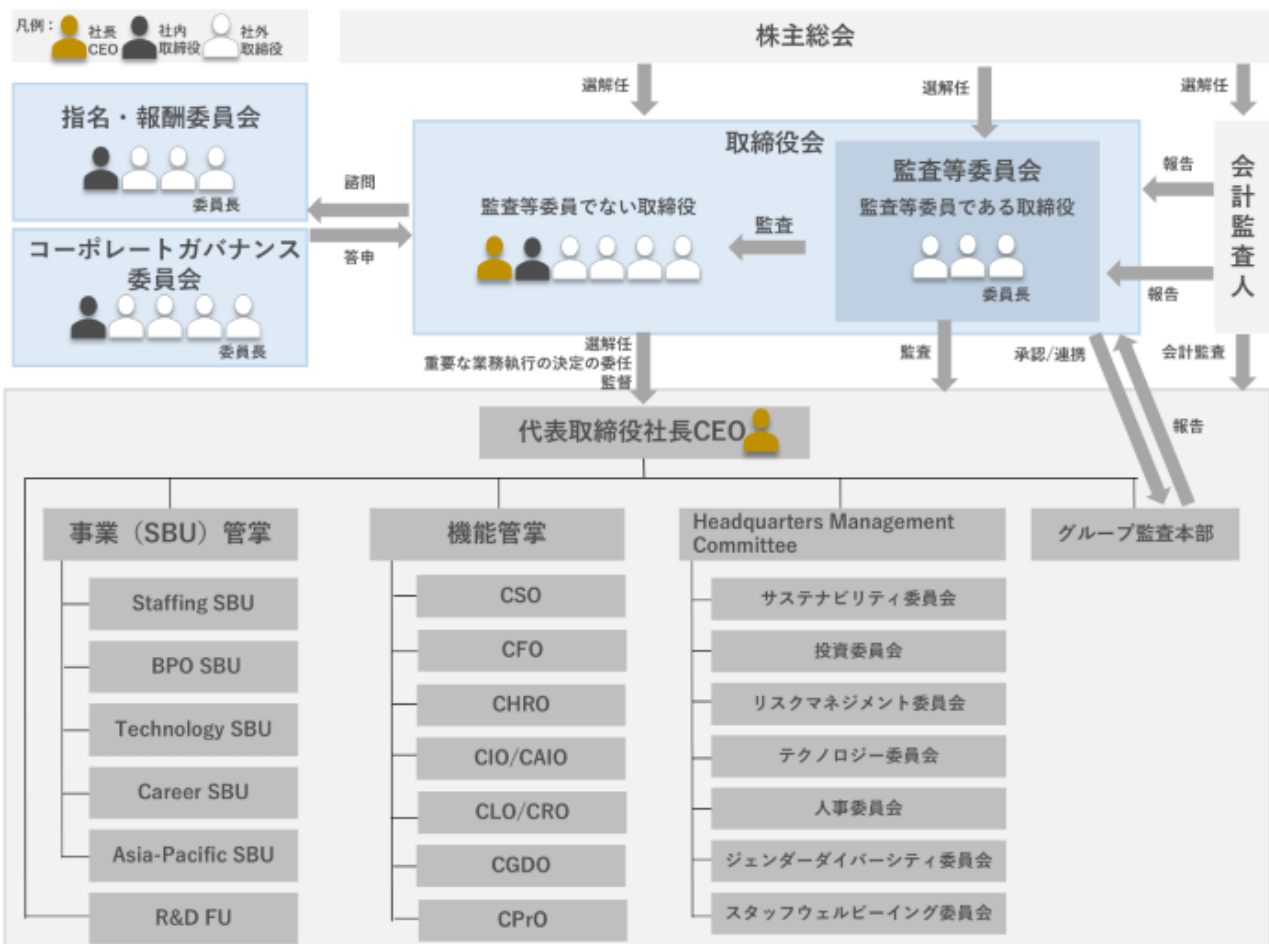 凡例：
社長
CEO
社内
取締役
社外
取締役
株主総会
選解任
選解任
選解任
指名・報酬委員会
委員長
コーポレートガバナンス
委員会
委員長
諮問
答申
取締役会
監査等委員でない取締役
監査
監査等委員会
監査等委員である取締役
委員長
報告
報告
会計監査人
選解任
重要な業務執行の決定の委任
監督
監査
承認/連携
会計監査
報告
代表取締役社長CEO
事業（SBU）管掌
Staffing SBU
BPO SBU
Technology SBU
Career SBU
Asia-Pacific SBU
R&D FU
機能管掌
CSO
CFO
CHRO
CIO/CAIO
CLO/CRO
CGDO
CPrO
Headquarters Management
Committee
サステナビリティ委員会
投資委員会
リスクマネジメント委員会
テクノロジー委員会
人事委員会
ジェンダーダイバーシティ委員会
スタッフウェルビーイング委員会
グループ監査本部